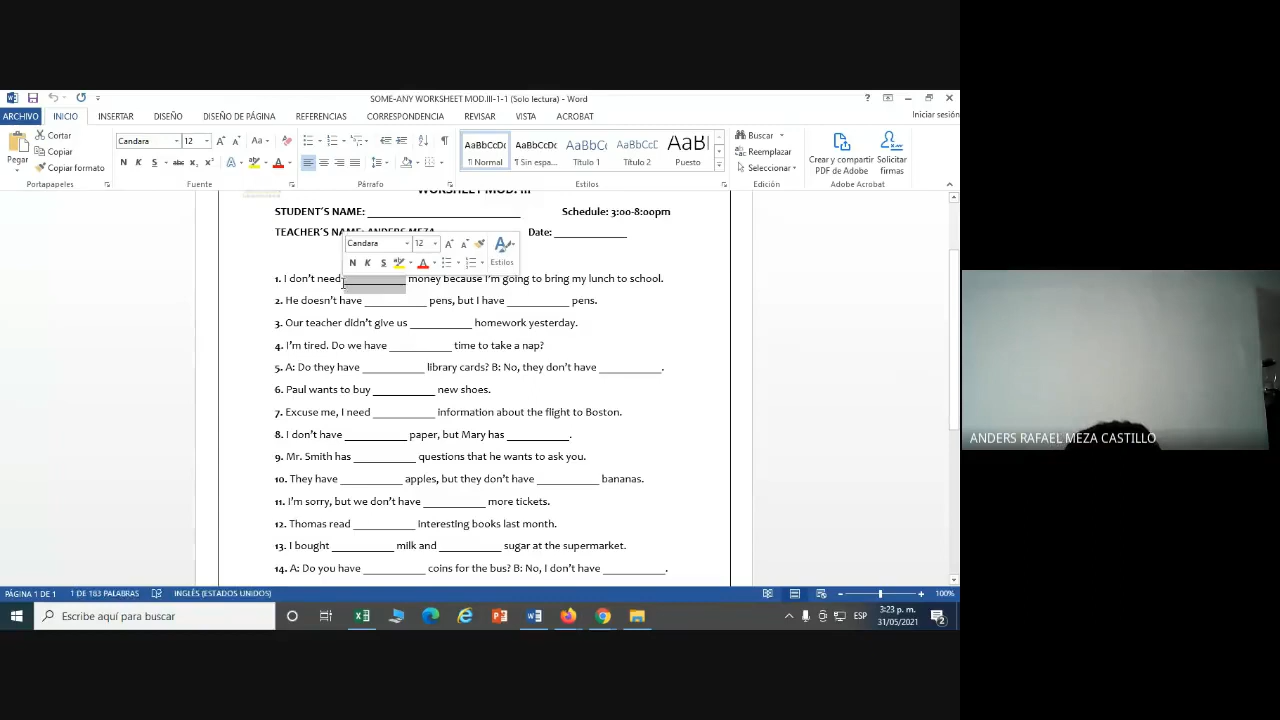 SOME-ANY WORKSHEET MOD.III-1-1 (Solo lectura) - Word
ARCHIVO INICIO INSERTAR DISEÑO DISEÑO DE PÁGINA REFERENCIAS CORRESPONDENCIA REVISAR VISTA ACROBAT Iniciar sesión
Pegar
Cortar
Copiar
Copiar formato
Portapapeles
Candara 12
Fuente
Párrafo
AaBbCcDc AaBbCcDc AaBbCc AaBbCcD AaB
¶ Normal ¶ Sin espa... Título 1 Título 2 Puesto
Estilos
Buscar
Reemplazar
Seleccionar
Edición
Crear y compartir PDF de Adobe
Solicitar firmas
Adobe Acrobat
WORSHEET MOD. III
STUDENT'S NAME: __________ Schedule: 3:00-8:00pm
TEACHER'S NAME: ANDERS MEZA Date: __________
Candara 12
N K S Estilos
1. I don't need __________ money because I'm going to bring my lunch to school.
2. He doesn't have __________ pens, but I have __________ pens.
3. Our teacher didn't give us __________ homework yesterday.
4. I'm tired. Do we have __________ time to take a nap?
5. A: Do they have __________ library cards? B: No, they don't have __________.
6. Paul wants to buy __________ new shoes.
7. Excuse me, I need __________ information about the flight to Boston.
8. I don't have __________ paper, but Mary has __________.
9. Mr. Smith has __________ questions that he wants to ask you.
10. They have __________ apples, but they don't have __________ bananas.
11. I'm sorry, but we don't have __________ more tickets.
12. Thomas read __________ interesting books last month.
13. I bought __________ milk and __________ sugar at the supermarket.
14. A: Do you have __________ coins for the bus? B: No, I don't have __________.
PÁGINA 1 DE 1 1 DE 163 PALABRAS INGLÉS (ESTADOS UNIDOS) 100%
Escribe aquí para buscar
ESP
3:23 p. m.
31/05/2021
2
ANDERS RAFAEL MEZA CASTILLO